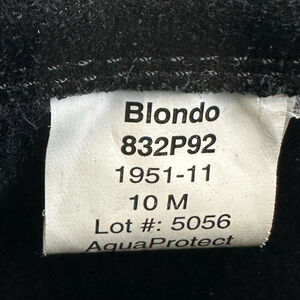 Blondo
832P92
1951-11
10 M
Lot #: 5056
AquaProtect